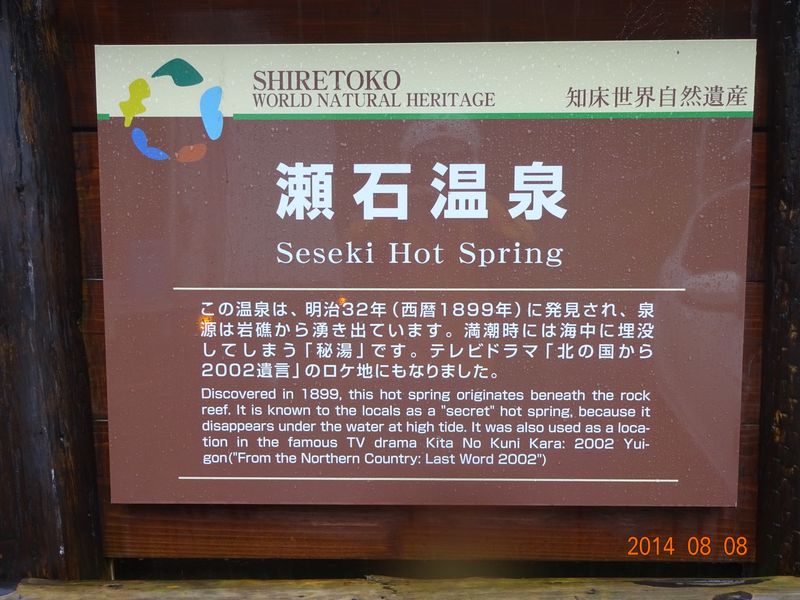 SHIRETOKO
WORLD NATURAL HERITAGE
知床世界自然遺産
瀬石温泉
Seseki Hot Spring
この温泉は、明治32年（西暦1899年）に発見され、泉
源は岩礁から湧き出ています。満潮時には海中に埋没
してしまう「秘湯」です。テレビドラマ「北の国から
2002遺言」のロケ地にもなりました。
Discovered in 1899, this hot spring originates beneath the rock
reef. It is known to the locals as a "secret" hot spring, because it
disappears under the water at high tide. It was also used as a loca-
tion in the famous TV drama Kita No Kuni Kara: 2002 Yui-
gon("From the Northern Country: Last Word 2002")
2014 08 08